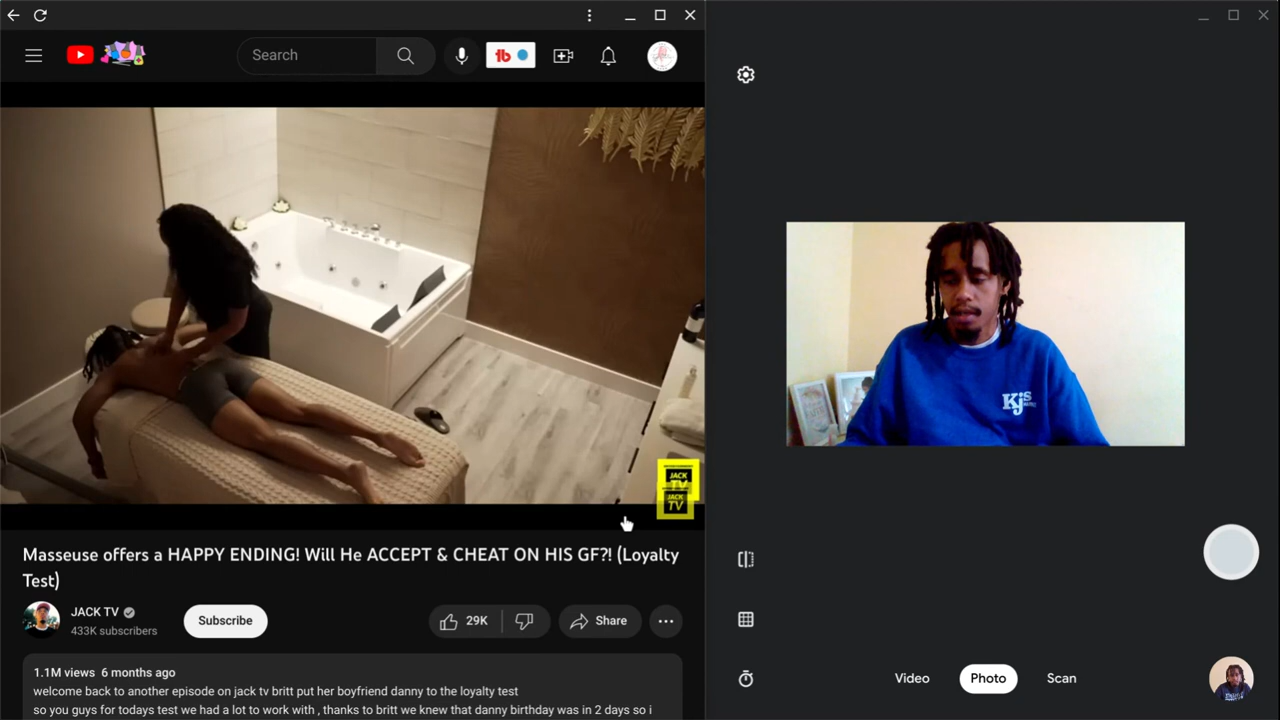 Search
JACK
TV
JACK
TV
Kjs
Masseuse offers a HAPPY ENDING! Will He ACCEPT & CHEAT ON HIS GF?! (Loyalty
Test)
JACK TV
433K subscribers
Subscribe
29K
Share
1.1M views 6 months ago
welcome back to another episode on jack tv britt put her boyfriend danny to the loyalty test
so you guys for todays test we had a lot to work with , thanks to britt we knew that danny birthday was in 2 days so i
Video
Photo
Scan